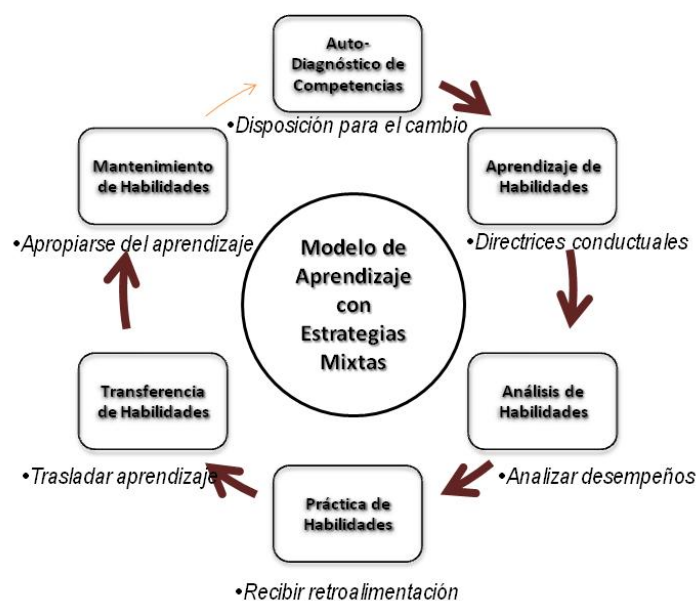 Auto-
Diagnóstico de
Competencias
•Disposición para el cambio
Aprendizaje de
Habilidades
•Directrices conductuales
Análisis de
Habilidades
•Analizar desempeños
Práctica de
Habilidades
•Recibir retroalimentación
Transferencia
de Habilidades
•Trasladar aprendizaje
Mantenimiento
de Habilidades
•Apropiarse del aprendizaje
Modelo de
Aprendizaje
con
Estrategias
Mixtas